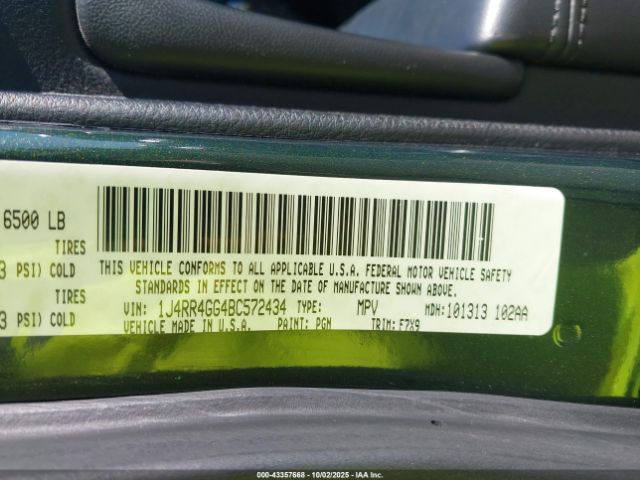 6500 LB
TIRES
3 PSI) COLD
TIRES
3 PSI) COLD
THIS VEHICLE CONFORMS TO ALL APPLICABLE U.S.A. FEDERAL MOTOR VEHICLE SAFETY
STANDARDS IN EFFECT ON THE DATE OF MANUFACTURE SHOWN ABOVE.
VIN: 1J4RR4GG4BC572434 TYPE: MPV MDH:101313 102AA
VEHICLE MADE IN U.S.A. PAINT: PGN TRIM:F7X9
000-43357668 - 10/02/2025 - IAA Inc.